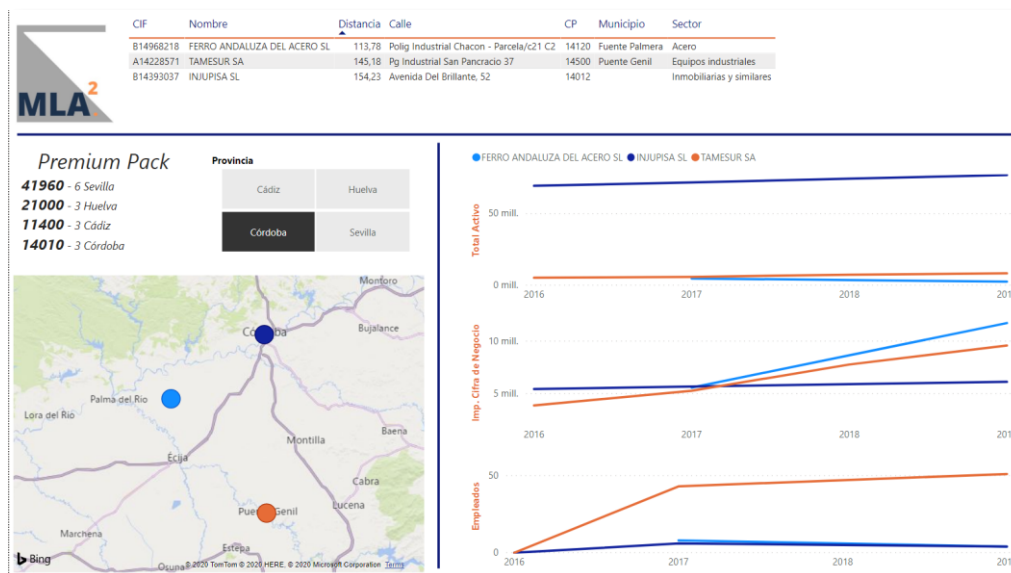 CIF Nombre Distancia Calle CP Municipio Sector
B14968218 FERRO ANDALUZA DEL ACERO SL 113,78 Polig Industrial Chacon - Parcela/c21 C2 14120 Fuente Palmera Acero
A14228571 TAMESUR SA 145,18 Pg Industrial San Pancracio 37 14500 Puente Genil Equipos industriales
B14393037 INJUPISA SL 154,23 Avenida Del Brillante, 52 14012 Inmobiliarias y similares
MLA2
Premium Pack
41960 - 6 Sevilla
21000 - 3 Huelva
11400 - 3 Cádiz
14010 - 3 Córdoba
Provincia
Cádiz Huelva
Córdoba Sevilla
Montoro
Córdoba
Bujalance
Palma del Río
Lora del Río
Baena
Montilla
Écija
Cabra
Puente Genil
Lucena
Marchena
Estepa
Osuna
Bing
© 2020 TomTom © 2020 HERE, © 2020 Microsoft Corporation Terms
FERRO ANDALUZA DEL ACERO SL INJUPISA SL TAMESUR SA
Total Activo
50 mill.
0 mill.
2016 2017 2018 201
Imp. Cifra de Negocio
10 mill.
5 mill.
2016 2017 2018 201
Empleados
50
0
2016 2017 2018 201